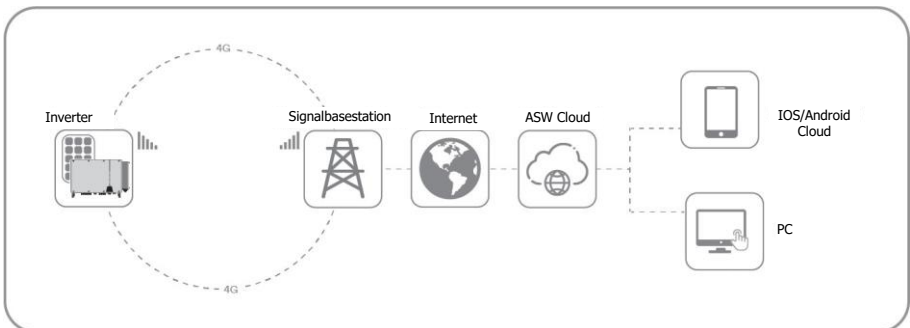 4G
Inverter
Signalbasestation
Internet
ASW Cloud
IOS/Android
Cloud
PC
4G